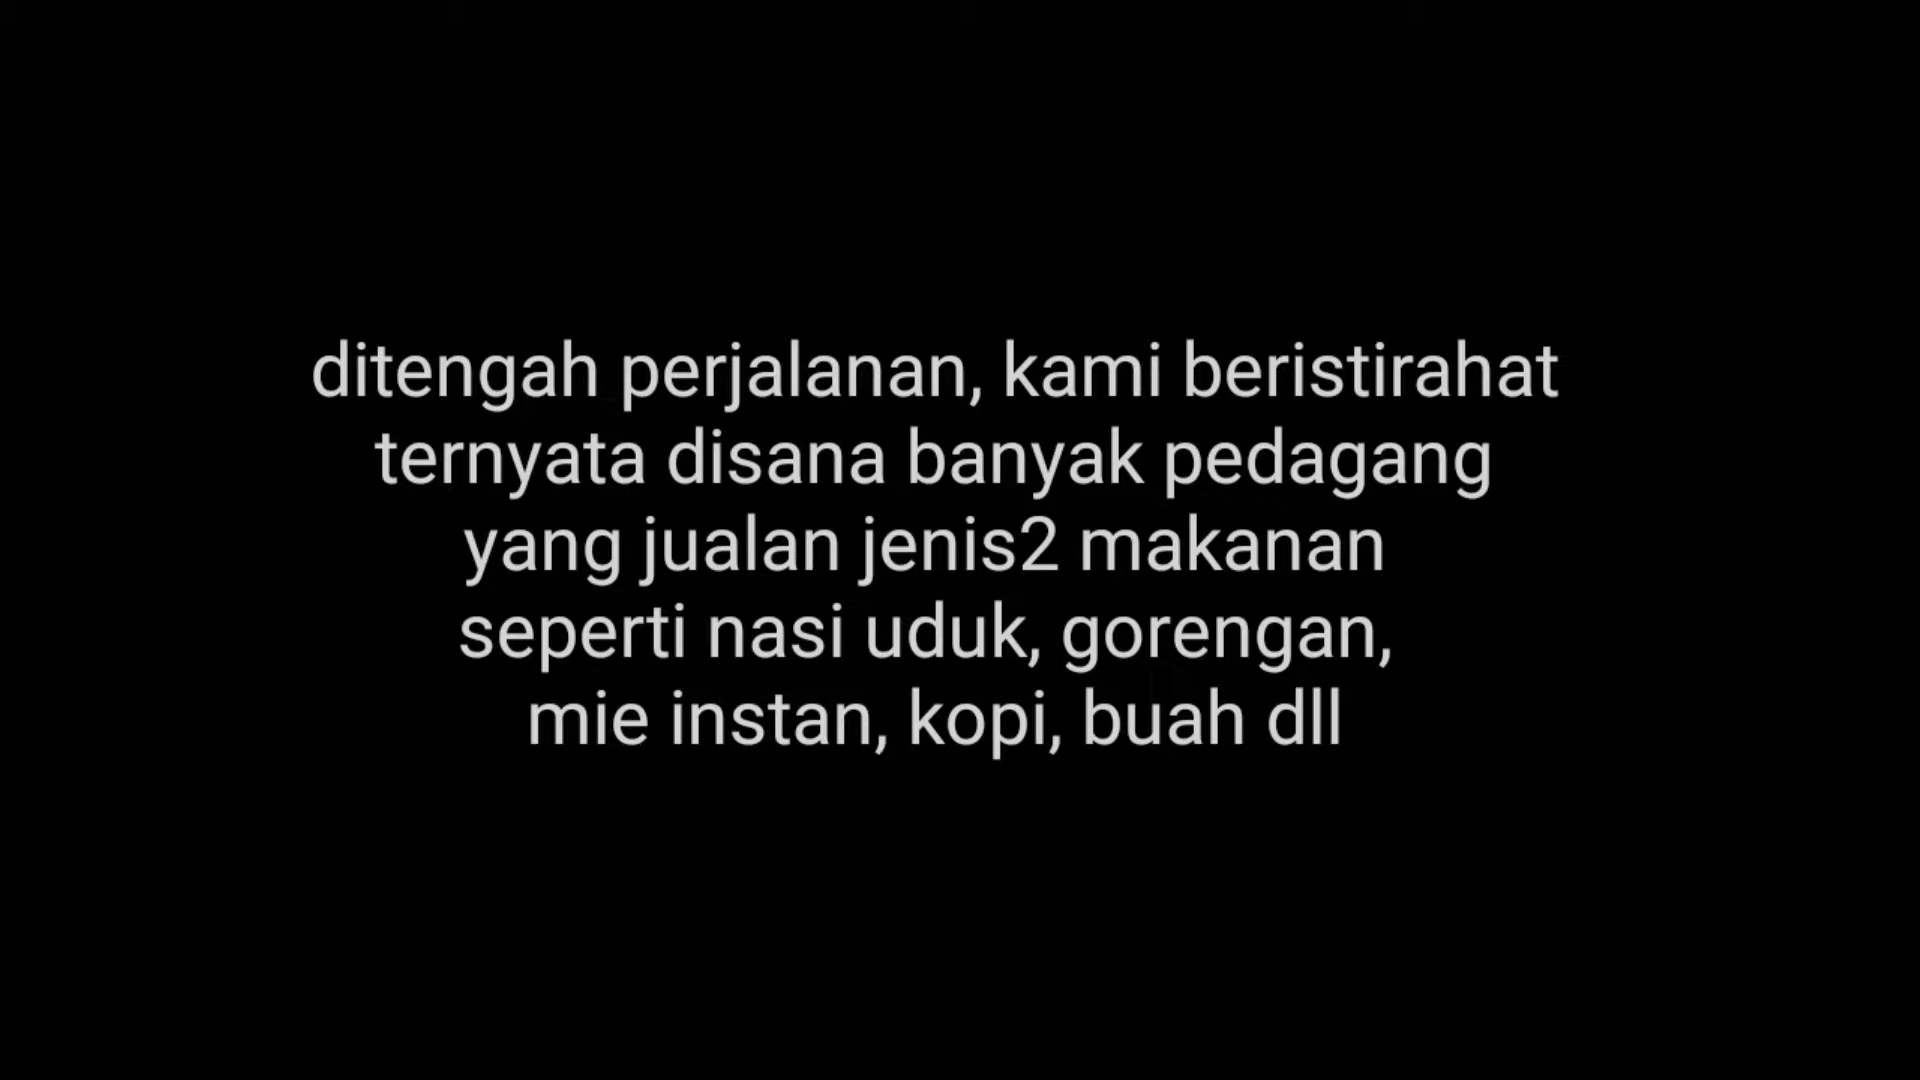 ditengah perjalanan, kami beristirahat
ternyata disana banyak pedagang
yang jualan jenis2 makanan
seperti nasi uduk, gorengan,
mie instan, kopi, buah dll